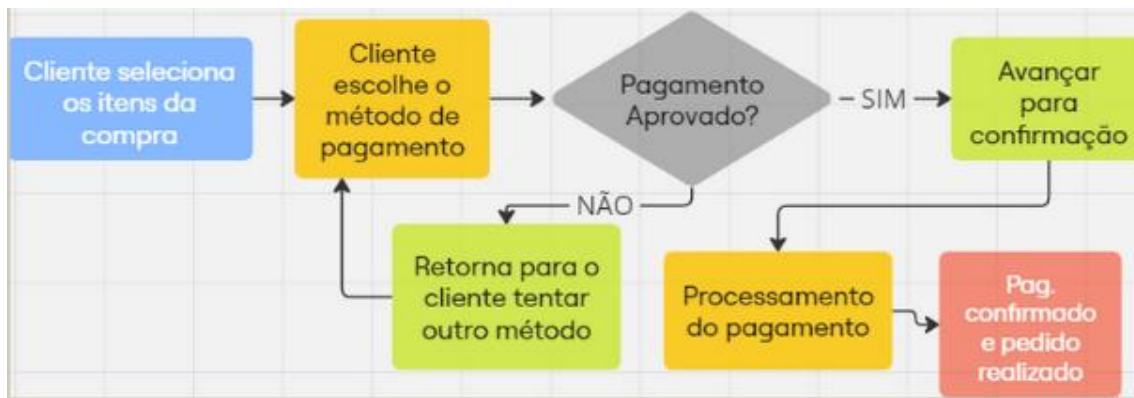 Cliente seleciona
os itens da
compra
Cliente
escolhe o
método de
pagamento
Pagamento
Aprovado?
SIM
Avançar
para
confirmação
NÃO
Retorna para o
cliente tentar
outro método
Processamento
do pagamento
Pag.
confirmado
e pedido
realizado